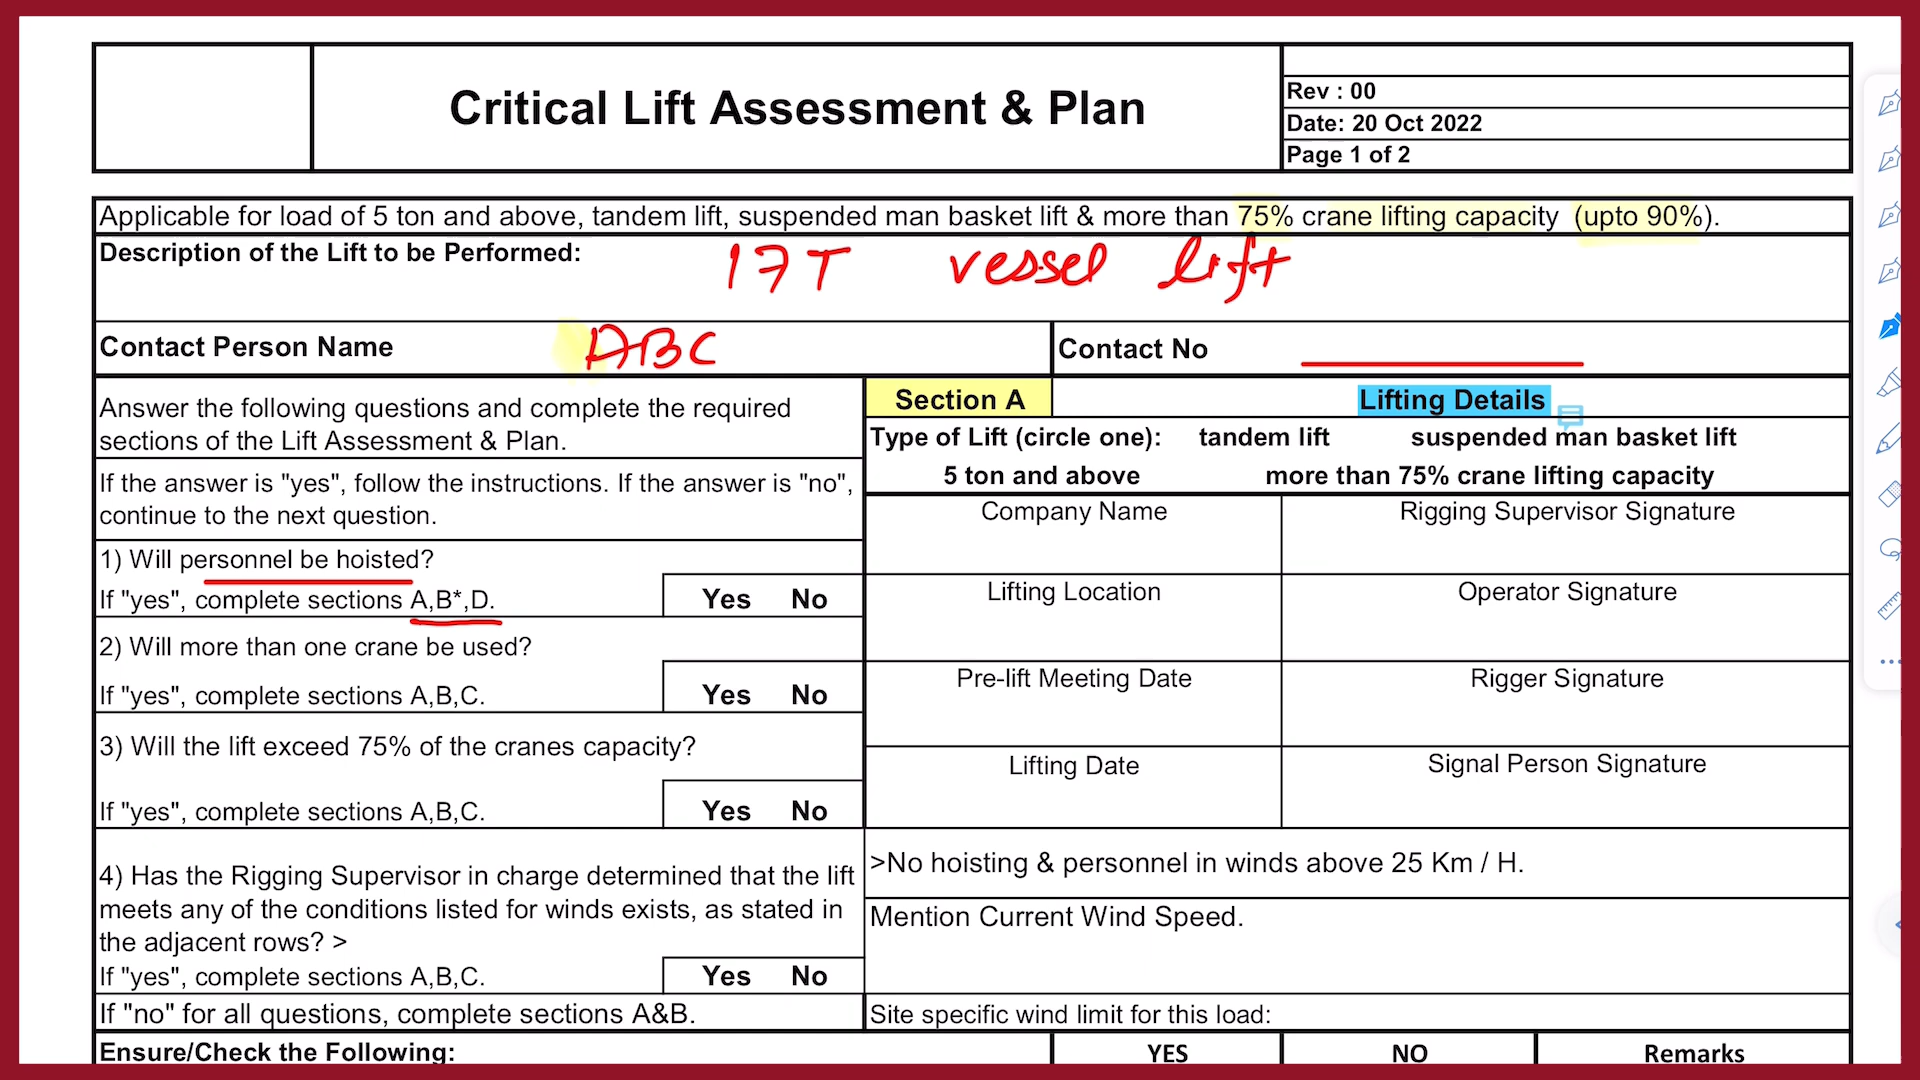 Critical Lift Assessment & Plan
Rev : 00
Date: 20 Oct 2022
Page 1 of 2
Applicable for load of 5 ton and above, tandem lift, suspended man basket lift & more than 75% crane lifting capacity (upto 90%).
Description of the Lift to be Performed: 17T vessel lift
Contact Person Name ABC
Contact No
Answer the following questions and complete the required
sections of the Lift Assessment & Plan.
If the answer is "yes", follow the instructions. If the answer is "no",
continue to the next question.
1) Will personnel be hoisted?
If "yes", complete sections A,B*,D. Yes No
2) Will more than one crane be used?
If "yes", complete sections A,B,C. Yes No
3) Will the lift exceed 75% of the cranes capacity?
If "yes", complete sections A,B,C. Yes No
4) Has the Rigging Supervisor in charge determined that the lift
meets any of the conditions listed for winds exists, as stated in
the adjacent rows? >
If "yes", complete sections A,B,C. Yes No
If "no" for all questions, complete sections A&B.
Section A Lifting Details
Type of Lift (circle one): tandem lift suspended man basket lift
5 ton and above more than 75% crane lifting capacity
Company Name Rigging Supervisor Signature
Lifting Location Operator Signature
Pre-lift Meeting Date Rigger Signature
Lifting Date Signal Person Signature
>No hoisting & personnel in winds above 25 Km / H.
Mention Current Wind Speed.
Site specific wind limit for this load:
Ensure/Check the Following: YES NO Remarks